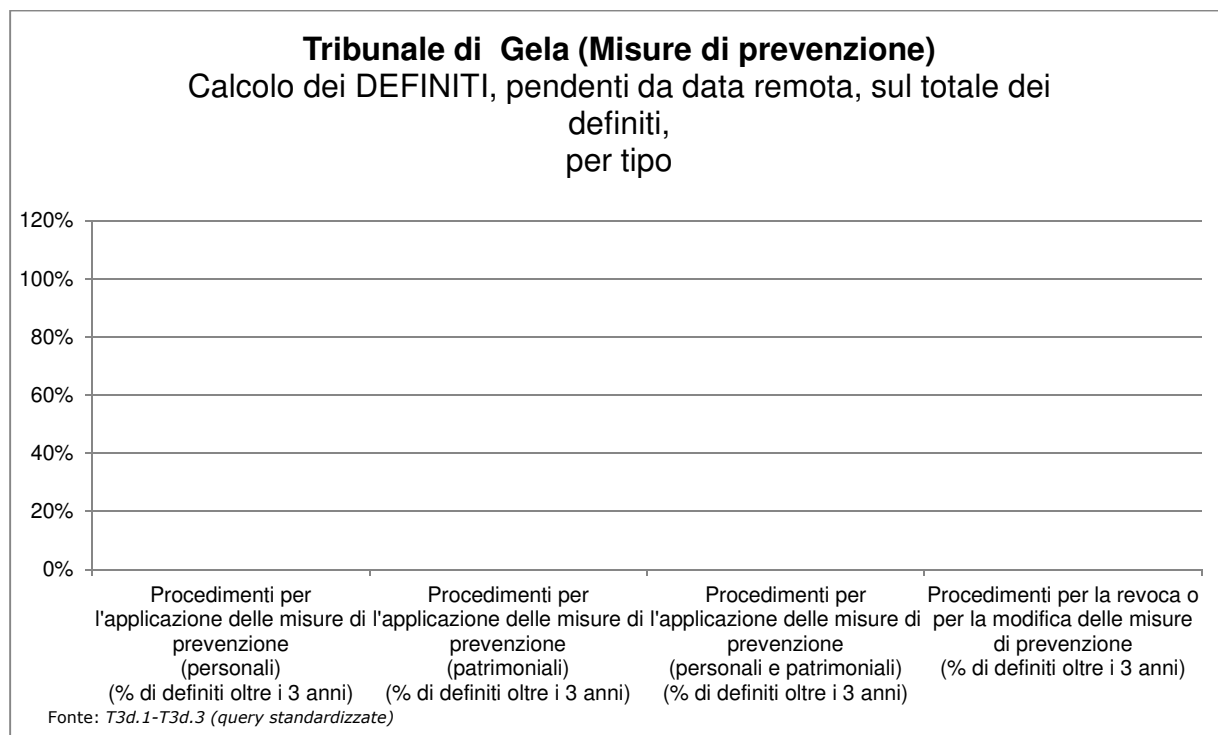 Tribunale di  Gela (Misure di prevenzione)
Calcolo dei DEFINITI, pendenti da data remota, sul totale dei
definiti,
per tipo
120%
100%
80%
60%
40%
20%
0%
Procedimenti per
l'applicazione delle misure di
prevenzione
(personali)
(% di definiti oltre i 3 anni)
Procedimenti per
l'applicazione delle misure di
prevenzione
(patrimoniali)
(% di definiti oltre i 3 anni)
Procedimenti per
l'applicazione delle misure di
prevenzione
(personali e patrimoniali)
(% di definiti oltre i 3 anni)
Procedimenti per la revoca o
per la modifica delle misure
di prevenzione
(% di definiti oltre i 3 anni)
Fonte: T3d.1-T3d.3 (query standardizzate)